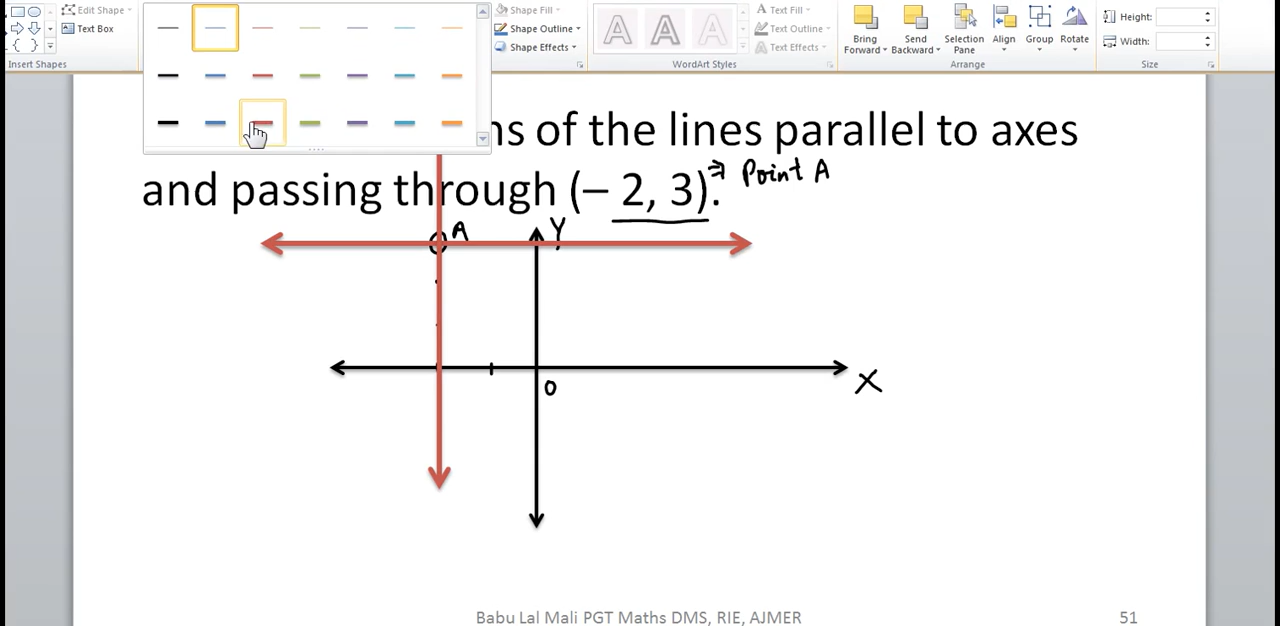 Edit Shape
Text Box
Insert Shapes
Shape Fill
Shape Outline
Shape Effects
A A A
WordArt Styles
Text Fill
Text Outline
Text Effects
Bring Forward
Send Backward
Selection Pane
Align
Group
Rotate
Arrange
Height:
Width:
Size
ns of the lines parallel to axes
and passing through (– 2, 3). ⇒ Point A
A
Y
O
X
Babu Lal Mali PGT Maths DMS, RIE, AJMER
51